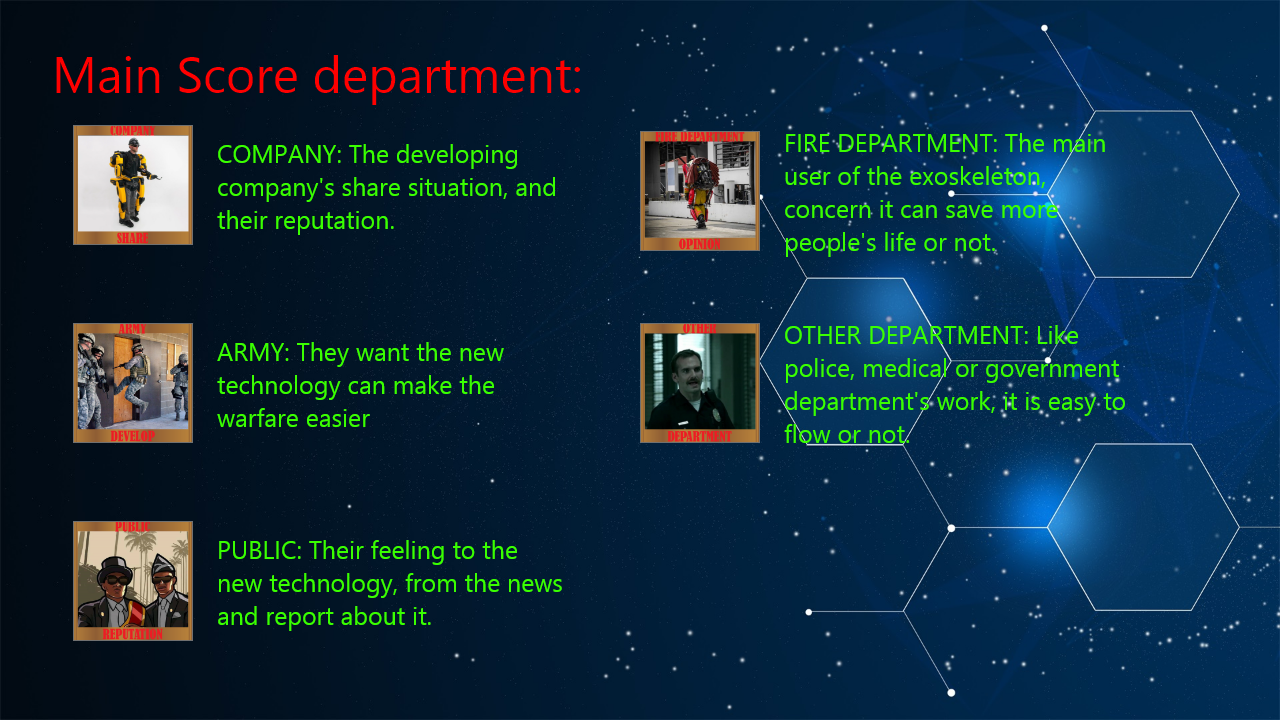 Main Score department:
COMPANY
SHARE
COMPANY: The developing
company's share situation, and
their reputation.
ARMY
DEVELOP
ARMY: They want the new
technology can make the
warfare easier
PUBLIC
REPUTATION
PUBLIC: Their feeling to the
new technology, from the news
and report about it.
FIRE DEPARTMENT
OPINION
FIRE DEPARTMENT: The main
user of the exoskeleton,
concern it can save more
people's life or not.
OTHER
DEPARTMENT
OTHER DEPARTMENT: Like
police, medical or government
department's work, it is easy to
flow or not.